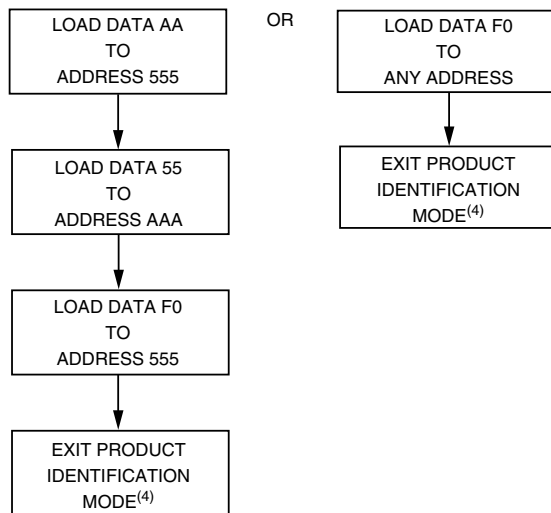 LOAD DATA AA
TO
ADDRESS 555
LOAD DATA 55
TO
ADDRESS AAA
LOAD DATA F0
TO
ADDRESS 555
EXIT PRODUCT
IDENTIFICATION
MODE(4)
OR
LOAD DATA F0
TO
ANY ADDRESS
EXIT PRODUCT
IDENTIFICATION
MODE(4)